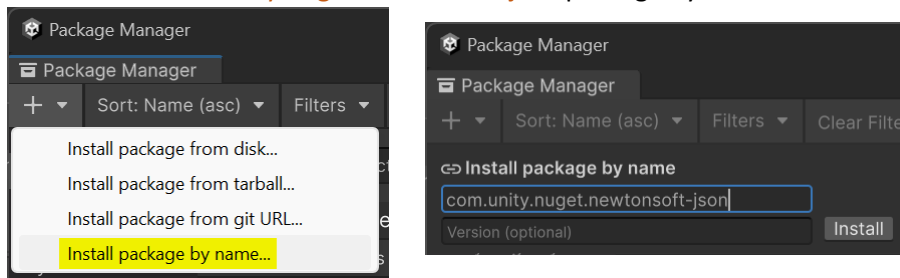 Package Manager
Package Manager
+ Sort: Name (asc) Filters
Install package from disk...
Install package from tarball...
Install package from git URL...
Install package by name...
Package Manager
Package Manager
+ Sort: Name (asc) Filters Clear Filte
Install package by name
com.unity.nuget.newtonsoft-json
Version (optional) Install